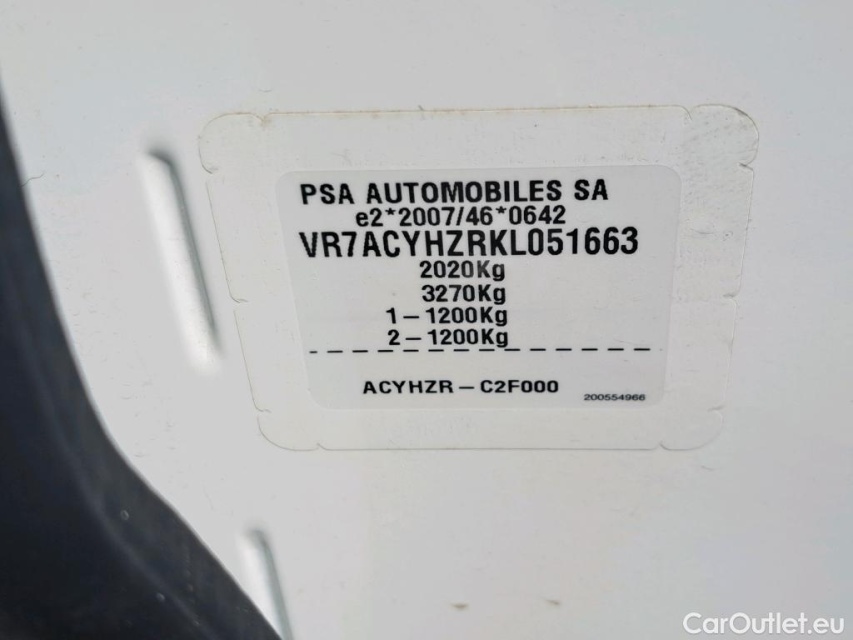 PSA AUTOMOBILES SA
e2*2007/46*0642
VR7ACYHZRKL051663
2020Kg
3270Kg
1-1200Kg
2-1200Kg
ACYHZR-C2F000
200554966
CarOutlet.eu